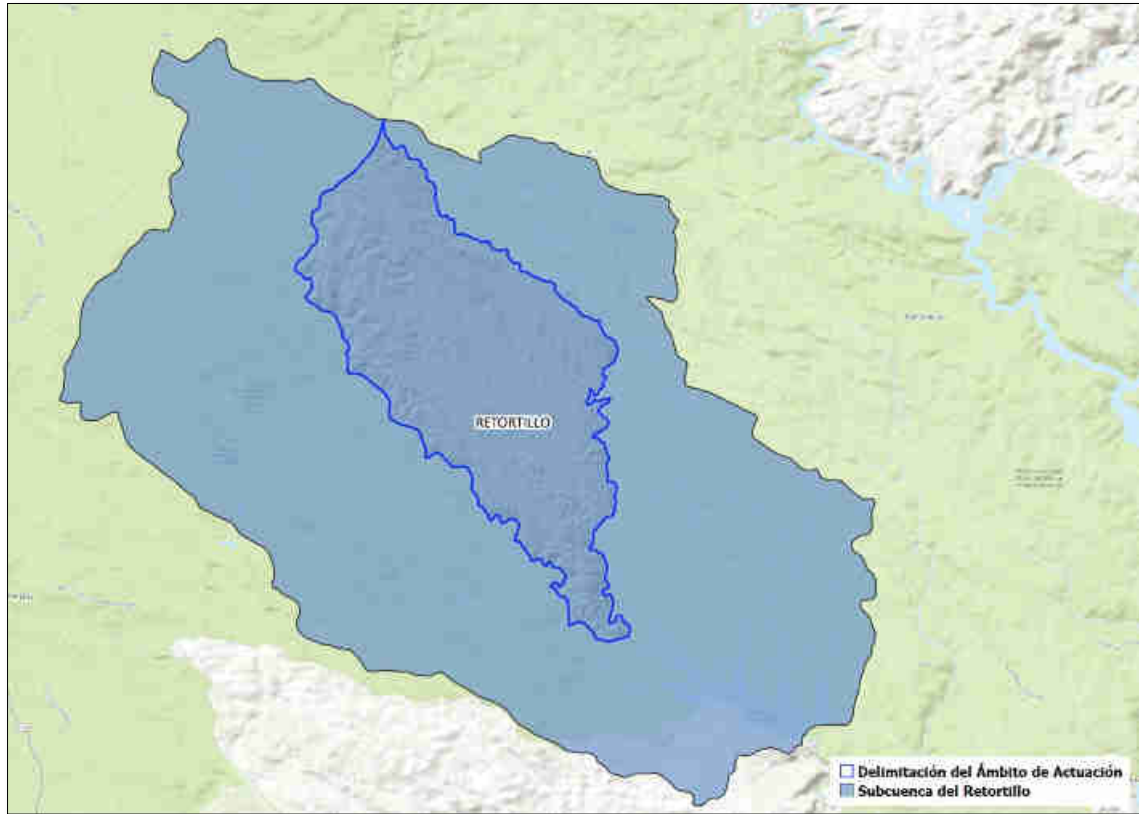 RETORTILLO
Delimitación del Ámbito de Actuación
Subcuenca del Retortillo